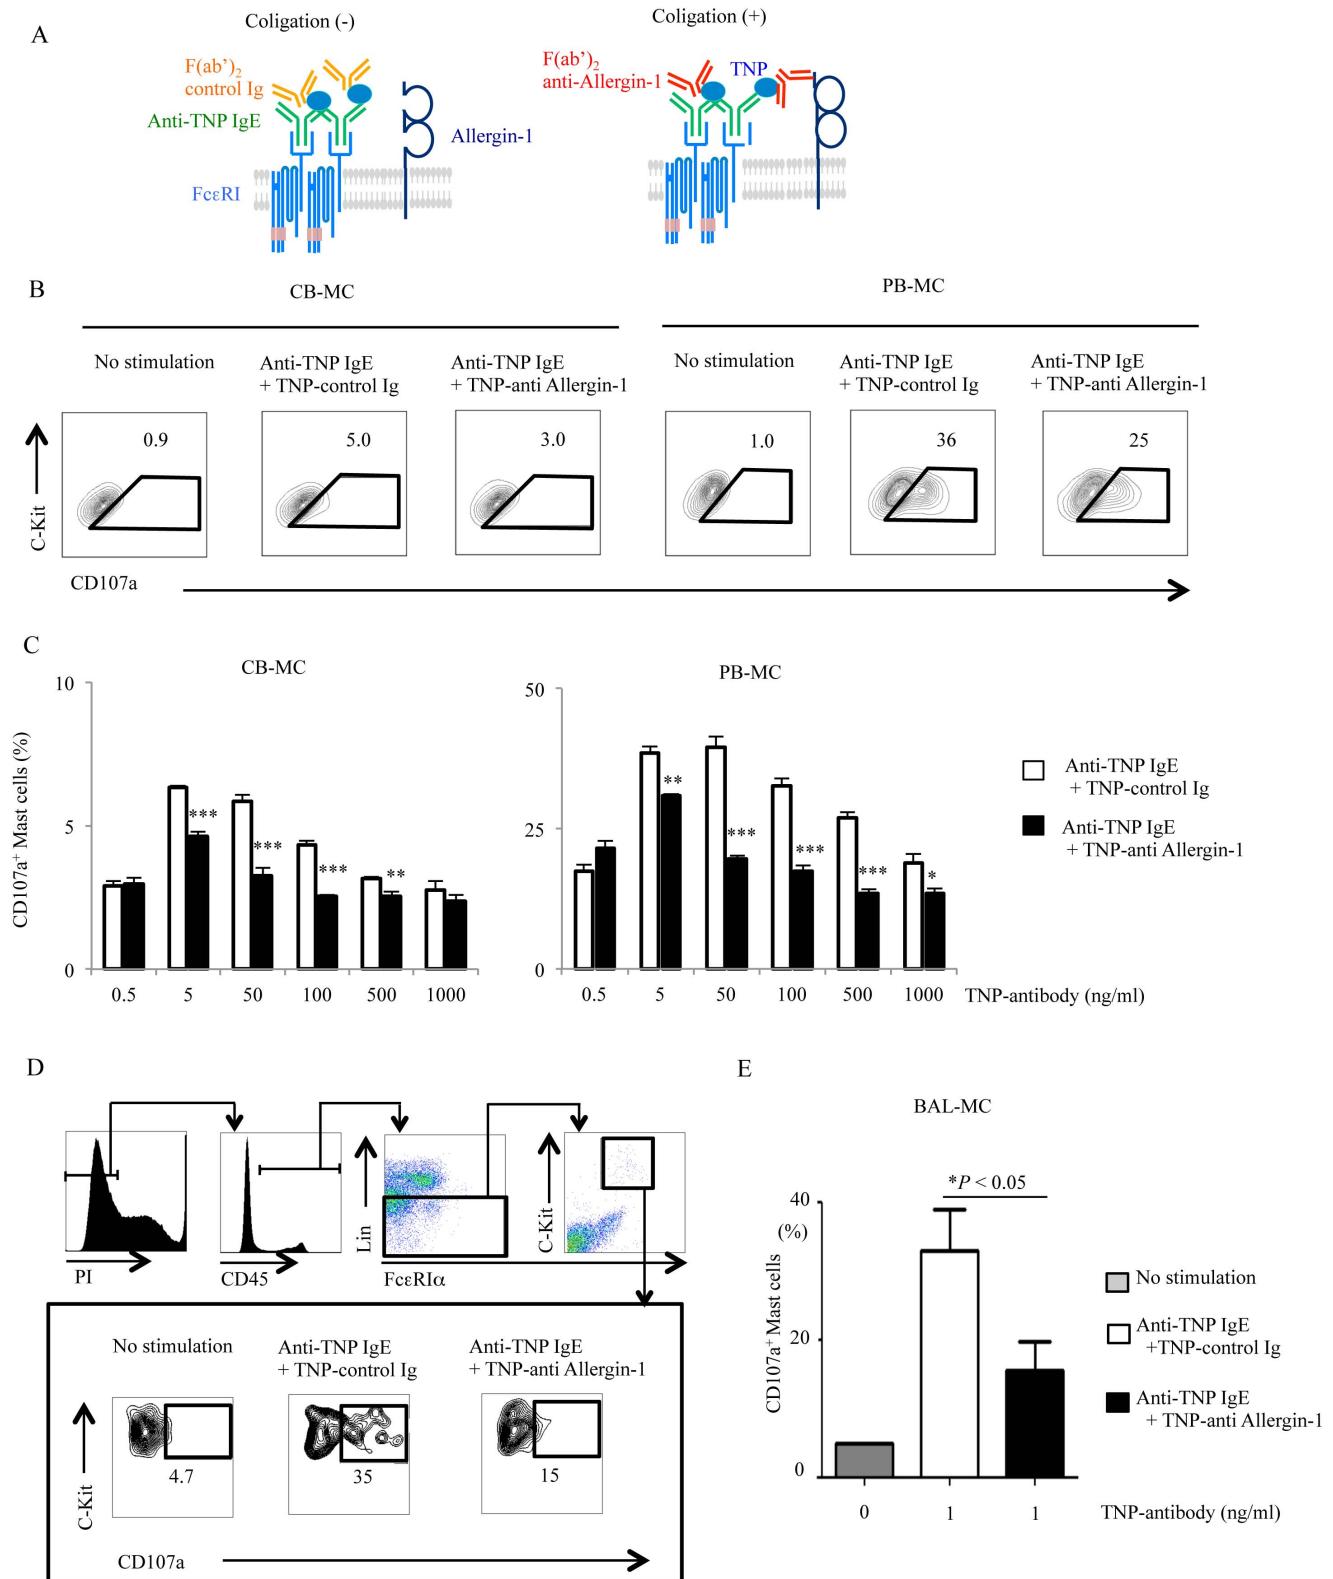 A
Coligation (-)
Coligation (+)
F(ab')₂
control Ig
Anti-TNP IgE
FcεRI
Allergin-1
F(ab')₂
anti-Allergin-1
TNP
B
CB-MC
PB-MC
No stimulation
Anti-TNP IgE
+ TNP-control Ig
Anti-TNP IgE
+ TNP-anti Allergin-1
No stimulation
Anti-TNP IgE
+ TNP-control Ig
Anti-TNP IgE
+ TNP-anti Allergin-1
0.9
5.0
3.0
1.0
36
25
C-Kit
CD107a
C
CB-MC
PB-MC
CD107a⁺ Mast cells (%)
10
5
0
***
***
***
**
0.5 5 50 100 500 1000
50
25
0
**
***
***
***
*
0.5 5 50 100 500 1000
TNP-antibody (ng/ml)
Anti-TNP IgE
+ TNP-control Ig
Anti-TNP IgE
+ TNP-anti Allergin-1
D
PI
CD45
Lin
FcεRIα
C-Kit
No stimulation
Anti-TNP IgE
+ TNP-control Ig
Anti-TNP IgE
+ TNP-anti Allergin-1
4.7
35
15
C-Kit
CD107a
E
BAL-MC
*P < 0.05
40
(%)
20
0
CD107a⁺ Mast cells
0 1 1
TNP-antibody (ng/ml)
No stimulation
Anti-TNP IgE
+TNP-control Ig
Anti-TNP IgE
+ TNP-anti Allergin-1